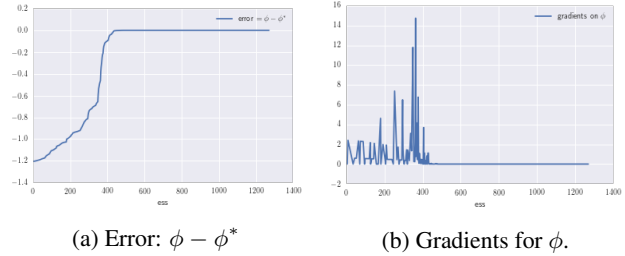 0.2
0.0
−0.2
−0.4
−0.6
−0.8
−1.0
−1.2
−1.4
0 200 400 600 800 1000 1200 1400
ess
error = ϕ − ϕ*
16
14
12
10
8
6
4
2
0
−2
0 200 400 600 800 1000 1200 1400
ess
gradients on ϕ
(a) Error: ϕ − ϕ*
(b) Gradients for ϕ.